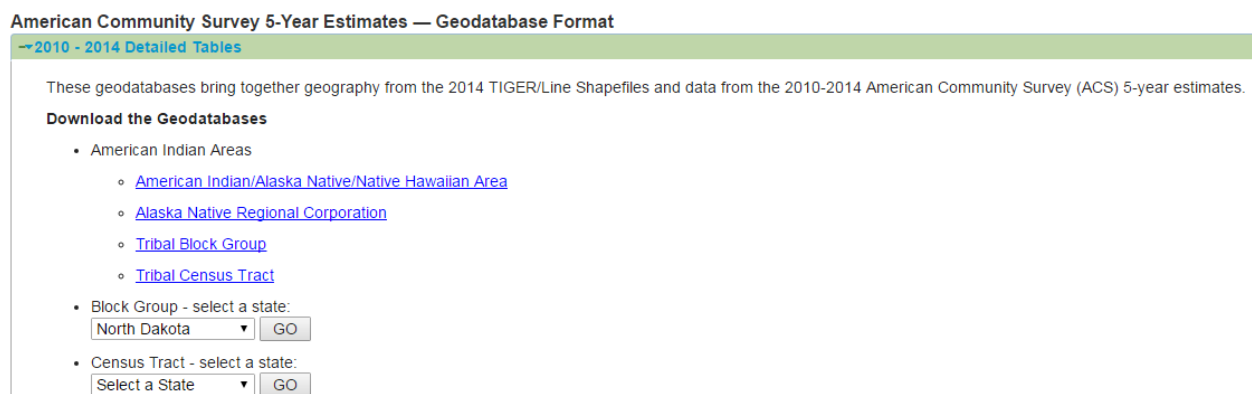 American Community Survey 5-Year Estimates — Geodatabase Format
2010 - 2014 Detailed Tables
These geodatabases bring together geography from the 2014 TIGER/Line Shapefiles and data from the 2010-2014 American Community Survey (ACS) 5-year estimates.
Download the Geodatabases
American Indian Areas
American Indian/Alaska Native/Native Hawaiian Area
Alaska Native Regional Corporation
Tribal Block Group
Tribal Census Tract
Block Group - select a state:
North Dakota GO
Census Tract - select a state:
Select a State GO